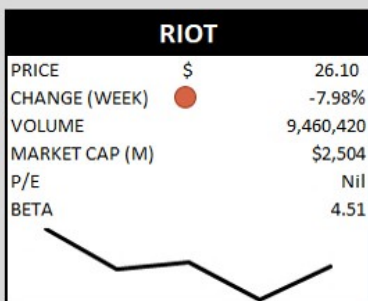 RIOT
PRICE $ 26.10
CHANGE (WEEK) -7.98%
VOLUME 9,460,420
MARKET CAP (M) $2,504
P/E Nil
BETA 4.51